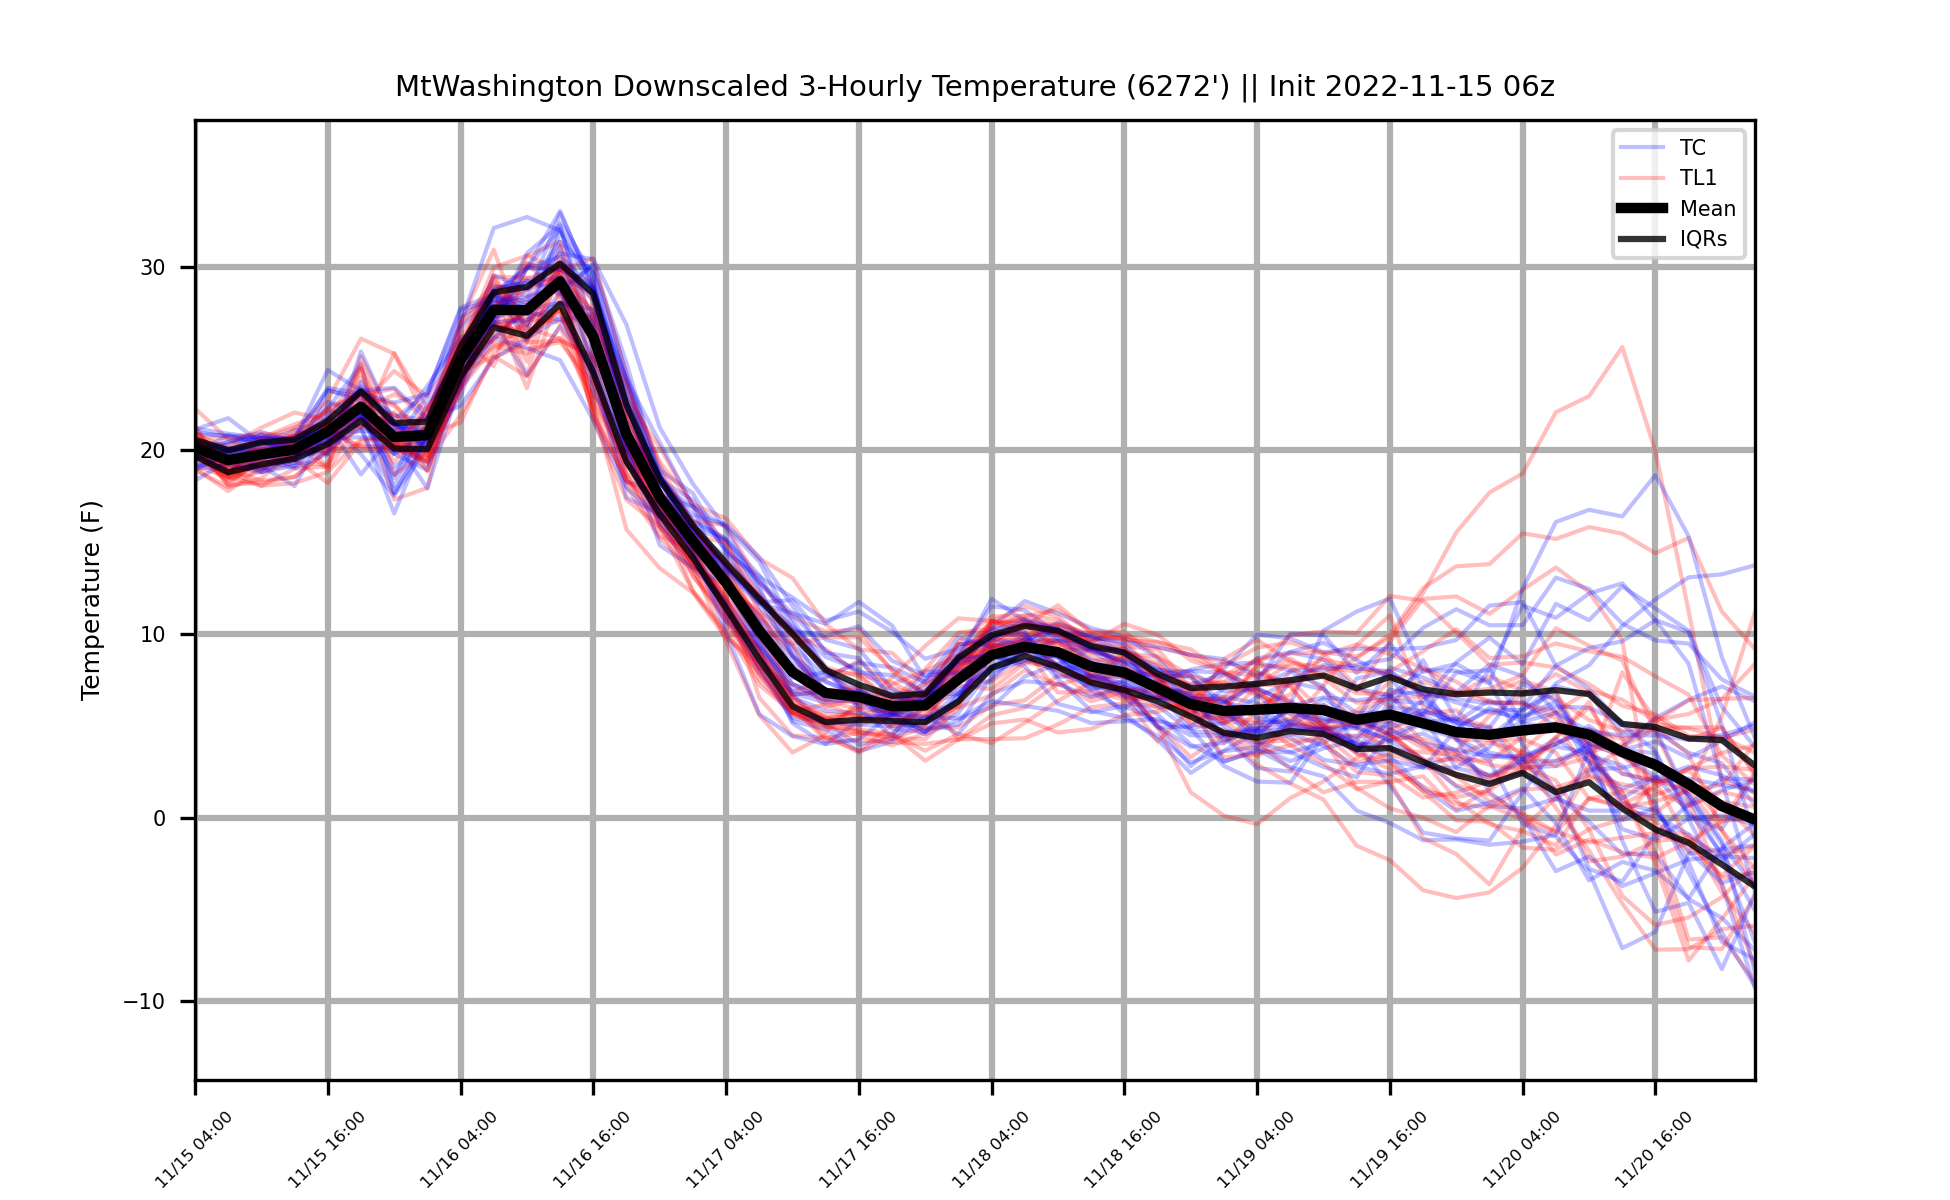 MtWashington Downscaled 3-Hourly Temperature (6272') || Init 2022-11-15 06z
TC
TL1
Mean
IQRs
Temperature (F)
30
20
10
0
−10
11/15 04:00
11/15 16:00
11/16 04:00
11/16 16:00
11/17 04:00
11/17 16:00
11/18 04:00
11/18 16:00
11/19 04:00
11/19 16:00
11/20 04:00
11/20 16:00